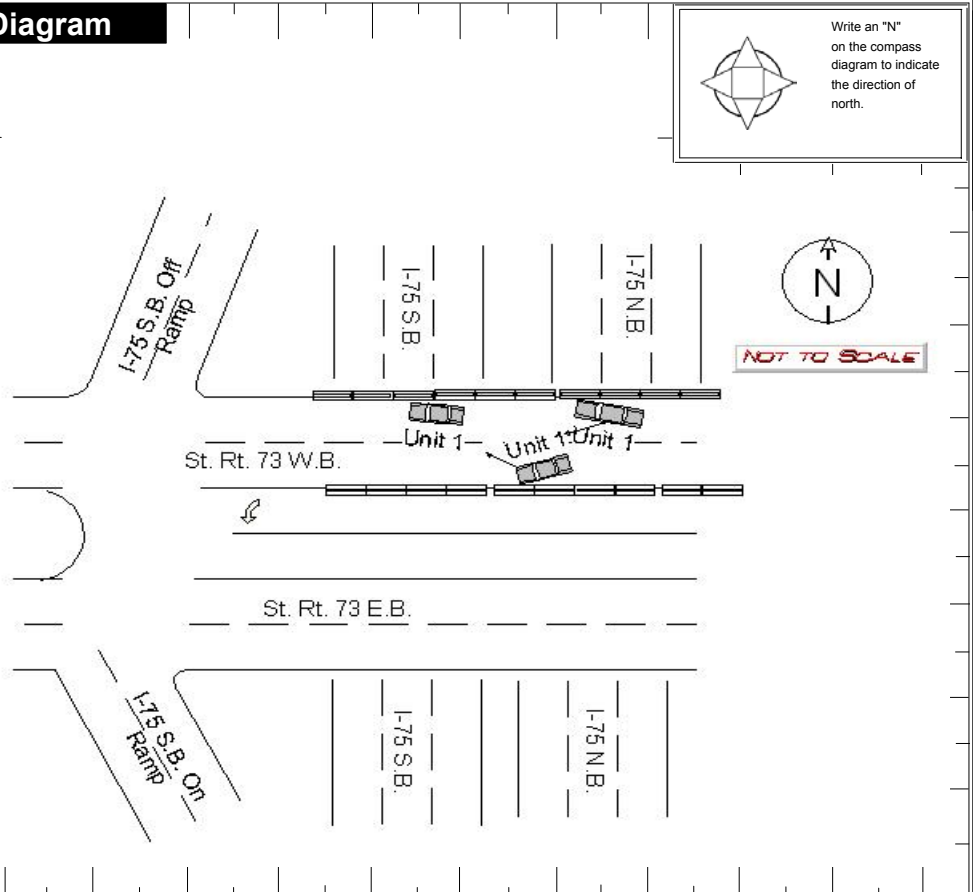 Diagram
Write an "N"
on the compass
diagram to indicate
the direction of
north.
I-75 S.B. Off
Ramp
I-75 S.B.
I-75 N.B.
N
NOT TO SCALE
Unit 1
Unit 1
Unit 1
St. Rt. 73 W.B.
St. Rt. 73 E.B.
I-75 S.B. On
Ramp
I-75 S.B.
I-75 N.B.